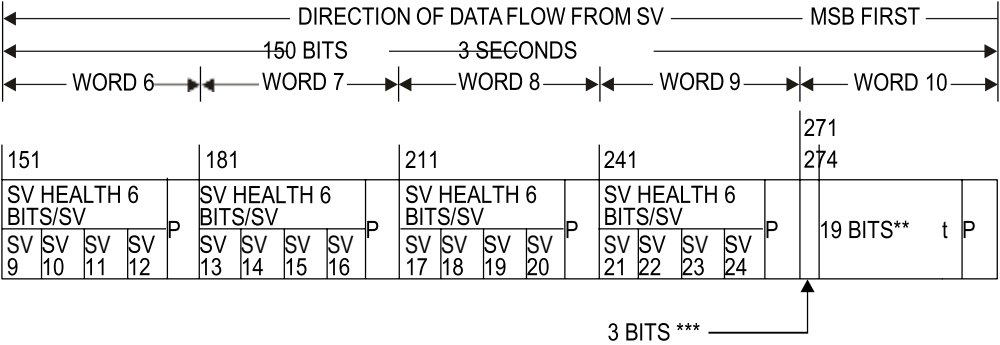 DIRECTION OF DATA FLOW FROM SV MSB FIRST
150 BITS 3 SECONDS
WORD 6 WORD 7 WORD 8 WORD 9 WORD 10
271
151 181 211 241 274
SV HEALTH 6 SV HEALTH 6 SV HEALTH 6 SV HEALTH 6
BITS/SV BITS/SV BITS/SV BITS/SV
P P P P 19 BITS** t P
SV SV SV SV SV SV SV SV SV SV SV SV SV SV SV SV
9 10 11 12 13 14 15 16 17 18 19 20 21 22 23 24
3 BITS ***